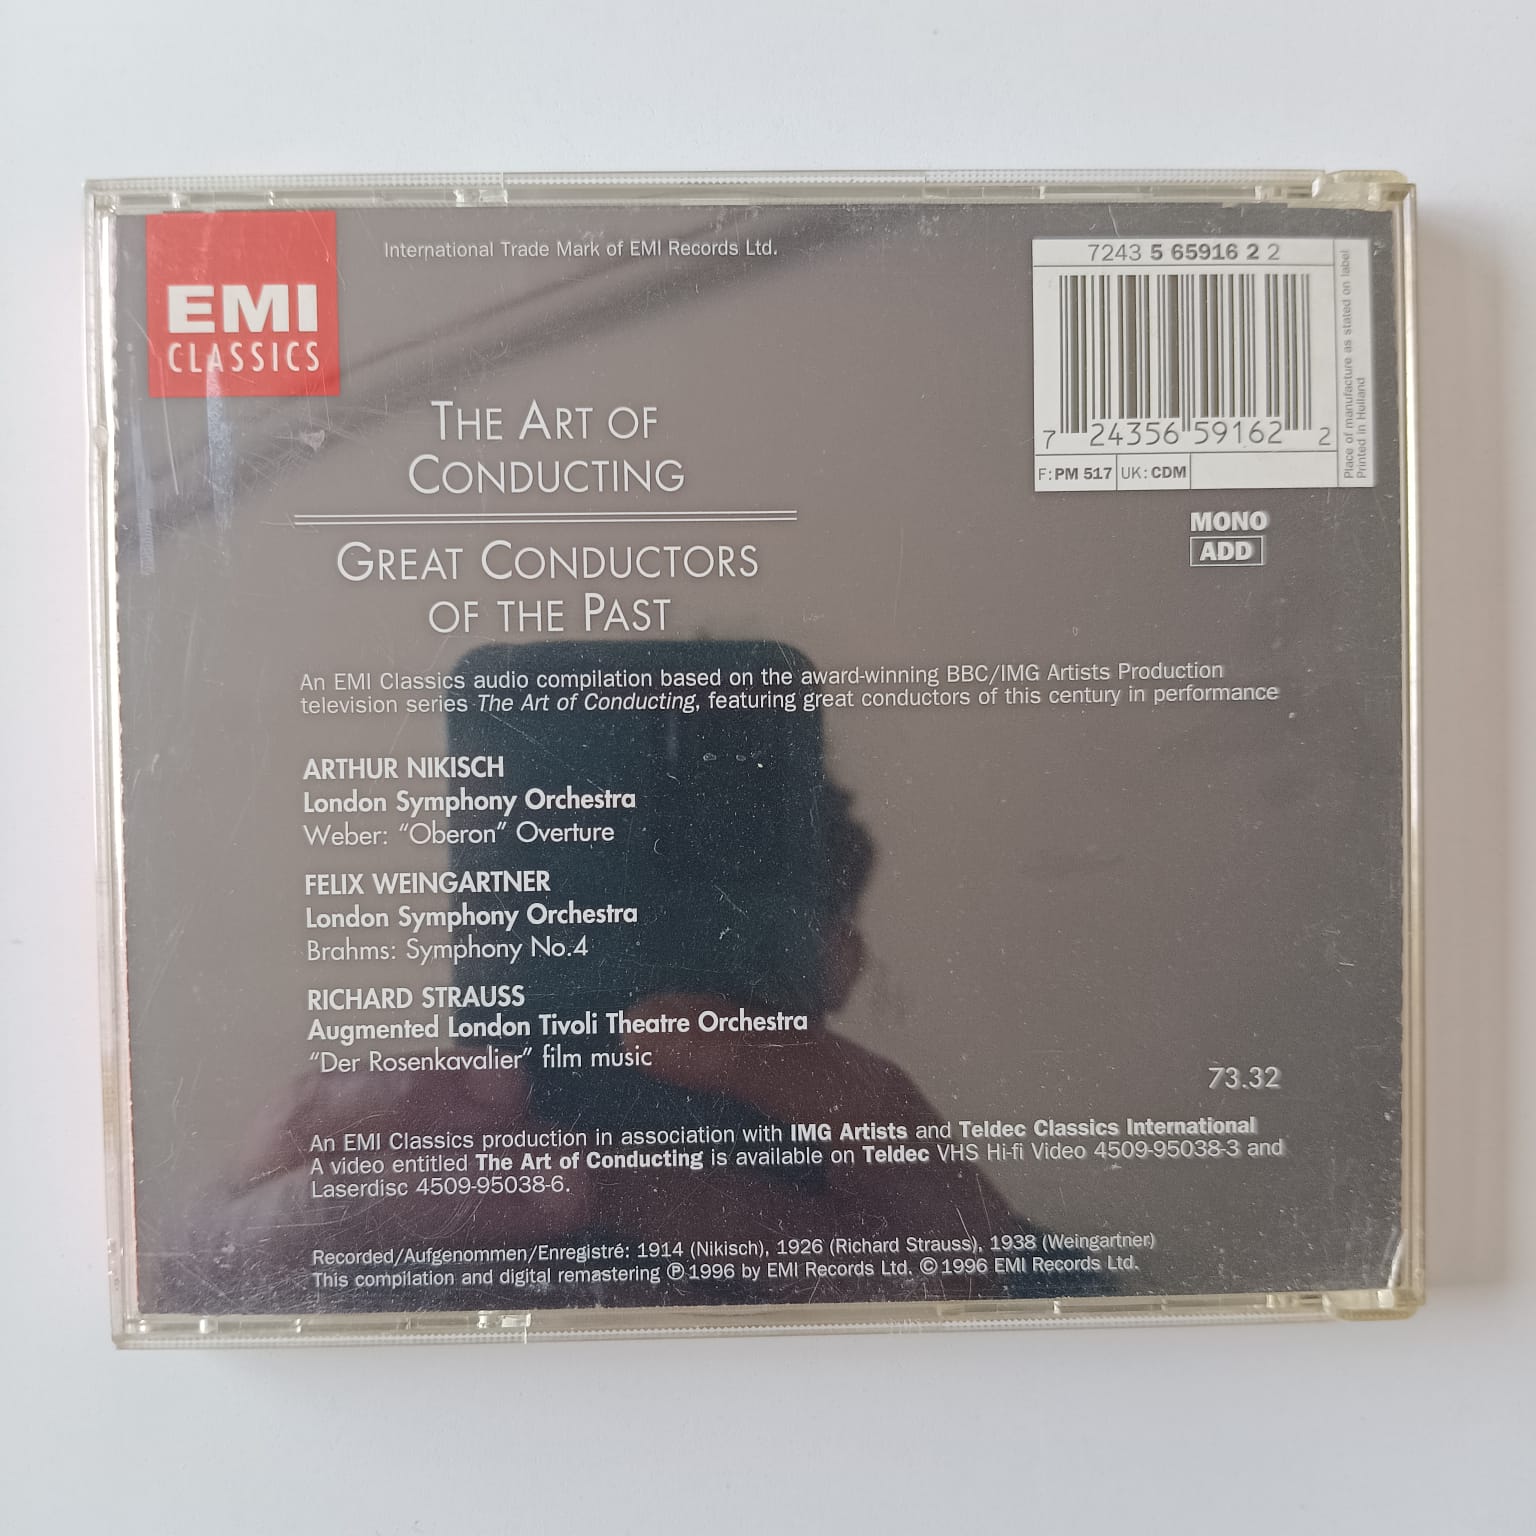 International Trade Mark of EMI Records Ltd.
EMI
CLASSICS
7243 5 65916 2 2
7 24356 59162 2
F: PM 517 UK: CDM
Place of manufacture as stated on label
Printed in Holland
MONO
ADD
THE ART OF
CONDUCTING
GREAT CONDUCTORS
OF THE PAST
An EMI Classics audio compilation based on the award-winning BBC/IMG Artists Production
television series The Art of Conducting, featuring great conductors of this century in performance
ARTHUR NIKISCH
London Symphony Orchestra
Weber: “Oberon” Overture
FELIX WEINGARTNER
London Symphony Orchestra
Brahms: Symphony No.4
RICHARD STRAUSS
Augmented London Tivoli Theatre Orchestra
“Der Rosenkavalier” film music
73.32
An EMI Classics production in association with IMG Artists and Teldec Classics International
A video entitled The Art of Conducting is available on Teldec VHS Hi-fi Video 4509-95038-3 and
Laserdisc 4509-95038-6.
Recorded/Aufgenommen/Enregistré: 1914 (Nikisch), 1926 (Richard Strauss), 1938 (Weingartner)
This compilation and digital remastering ℗ 1996 by EMI Records Ltd. © 1996 EMI Records Ltd.